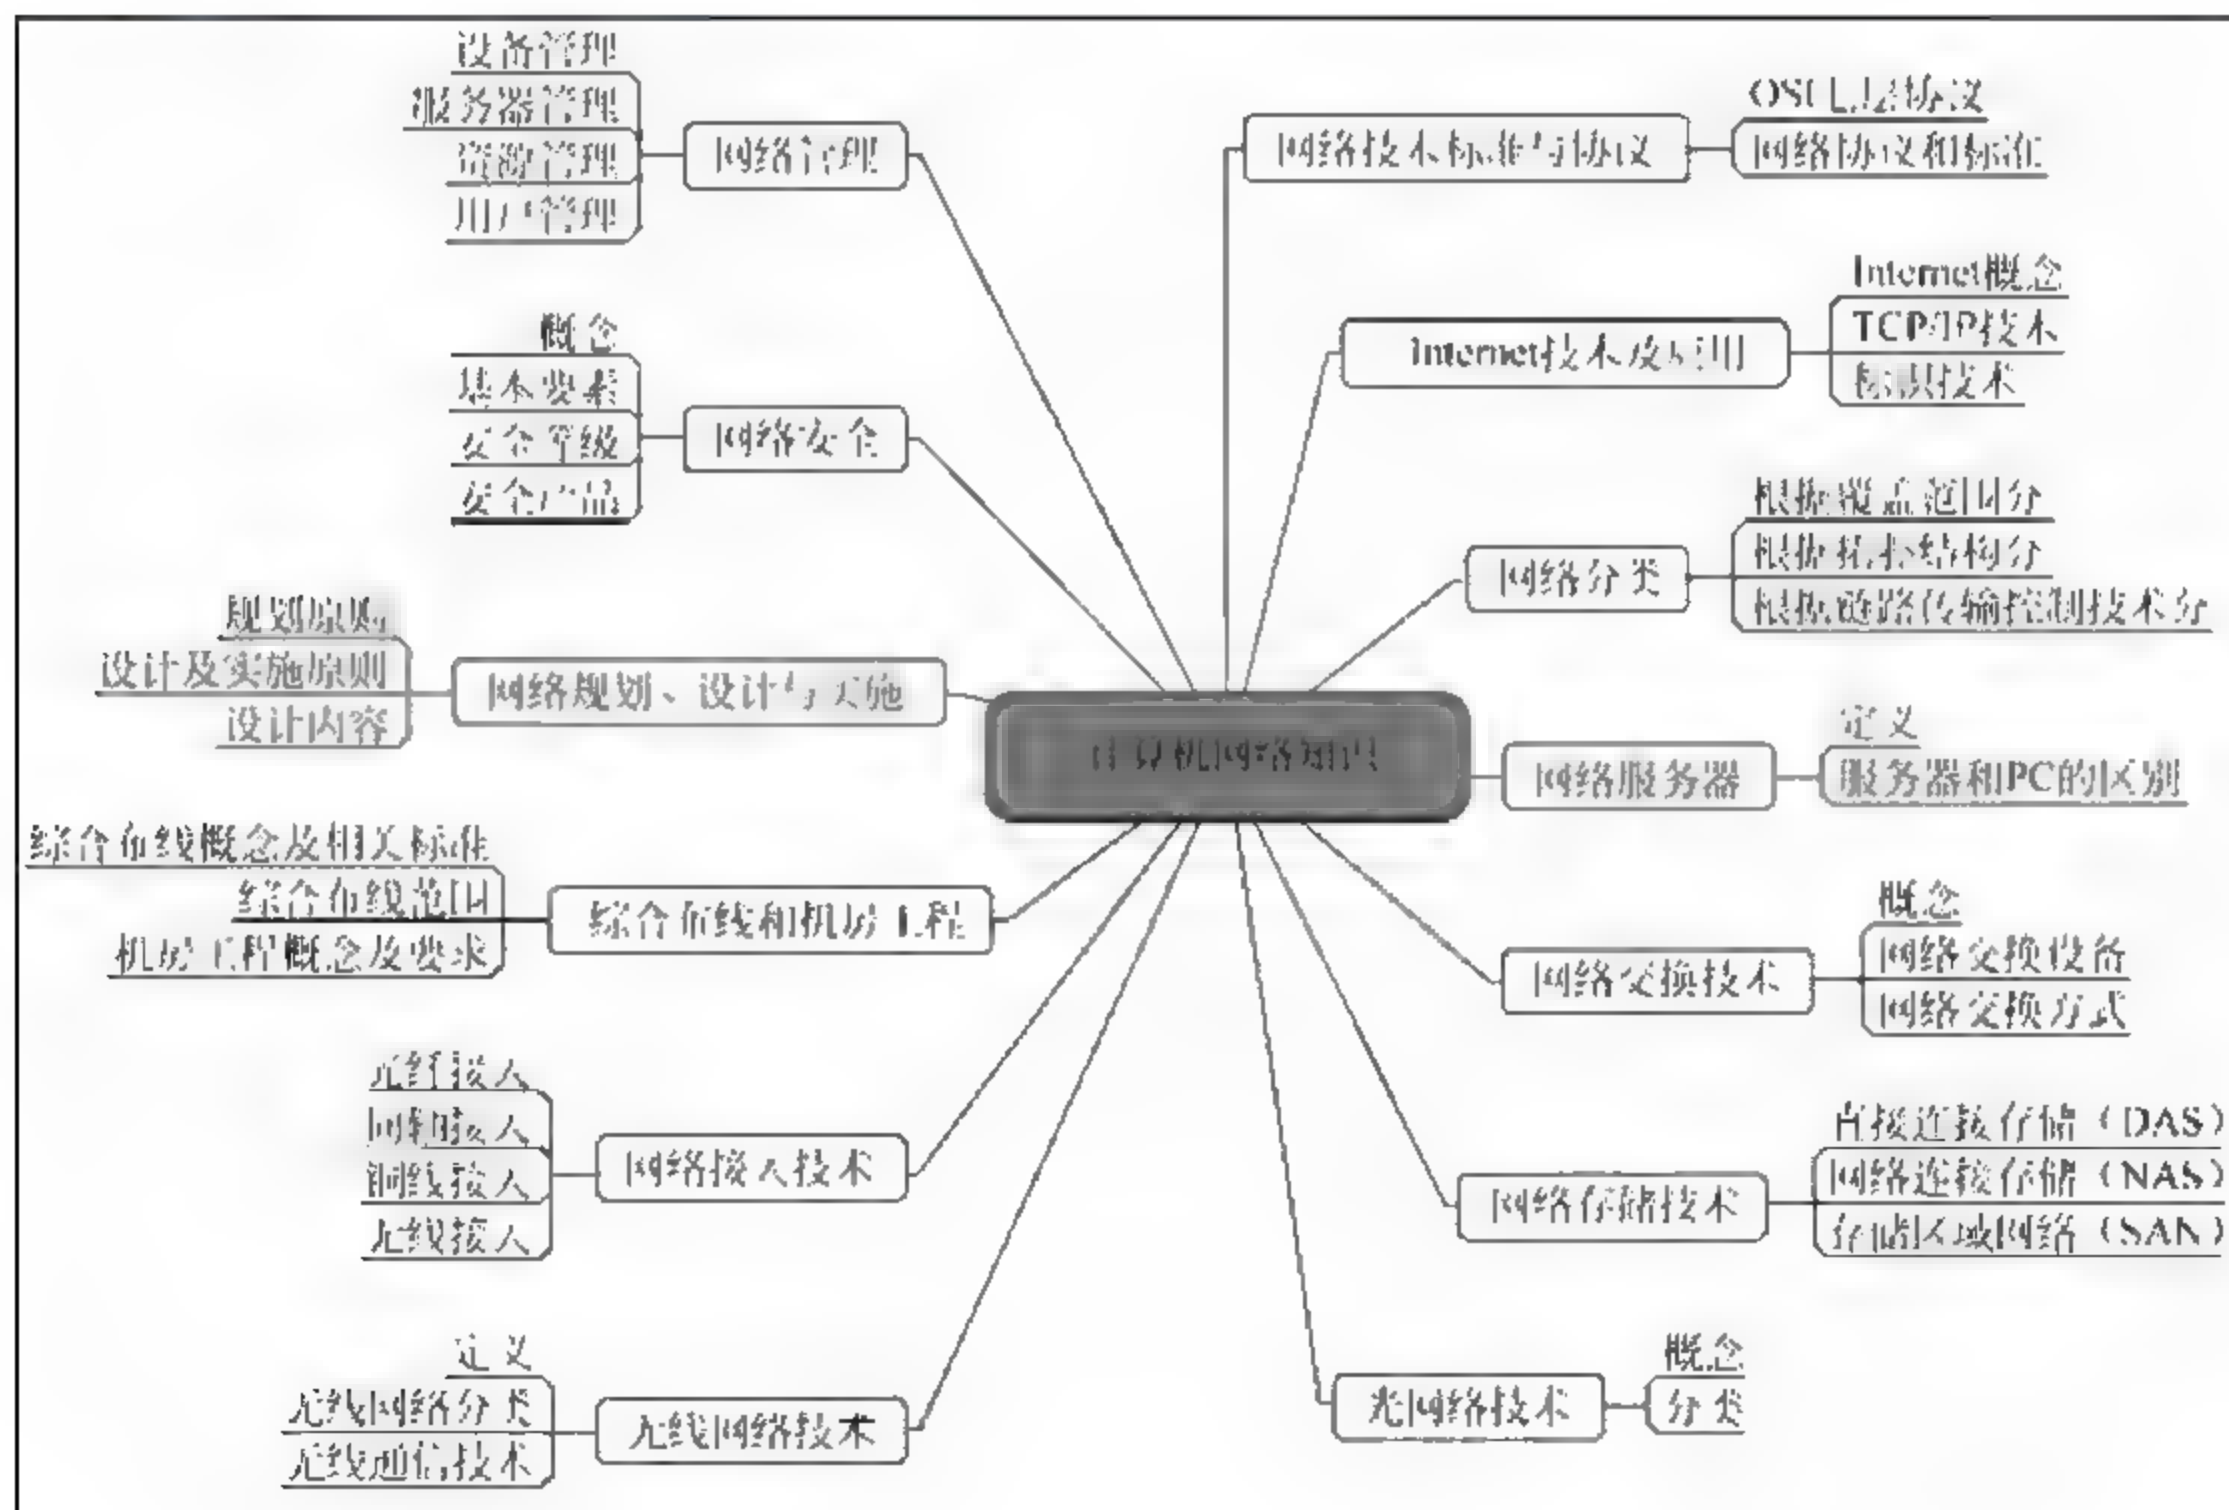 设备管理
服务器管理
资源管理
用户管理
网络管理
概念
基本要素
安全等级
安全产品
网络安全
规划原则
设计及实施原则
设计内容
网络规划、设计与实施
综合布线概念及相关标准
综合布线范围
机房工程概念及要求
综合布线和机房工程
光纤接入
同轴接入
铜线接入
无线接入
网络接入技术
定义
无线网络分类
无线通信技术
无线网络技术
计算机网络知识
网络技术标准与协议
OSI七层协议
网络协议和标准
Internet技术及应用
Internet概念
TCP/IP技术
标识技术
网络分类
根据覆盖范围分
根据拓扑结构分
根据链路传输控制技术分
网络服务器
定义
服务器和PC的区别
网络交换技术
概念
网络交换设备
网络交换方式
网络存储技术
直接连接存储（DAS）
网络连接存储（NAS）
存储区域网络（SAN）
光网络技术
概念
分类